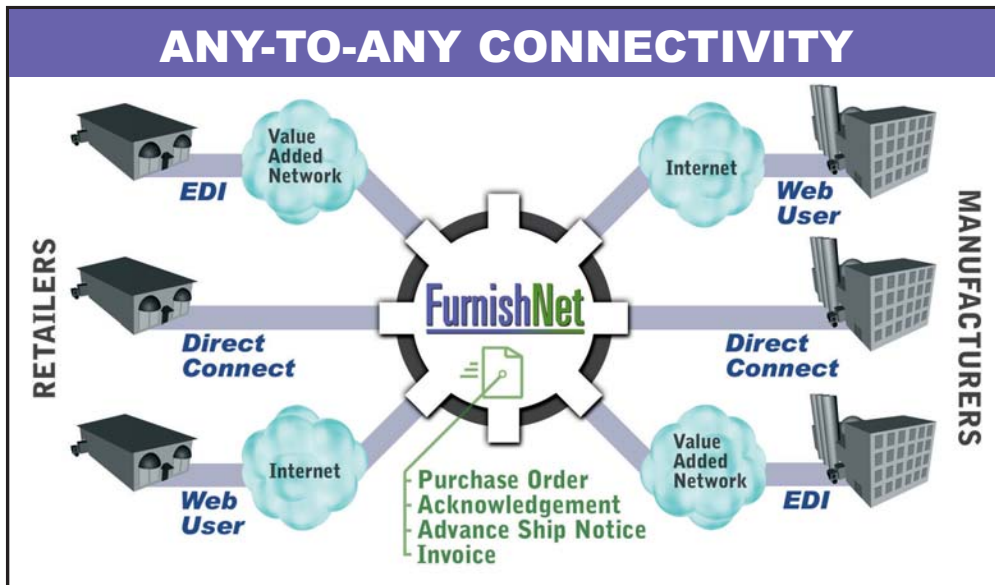 ANY-TO-ANY CONNECTIVITY
RETAILERS
EDI
Value
Added
Network
Direct
Connect
Web
User
Internet
FurnishNet
Purchase Order
Acknowledgement
Advance Ship Notice
Invoice
Internet
Web
User
Direct
Connect
Value
Added
Network
EDI
MANUFACTURERS